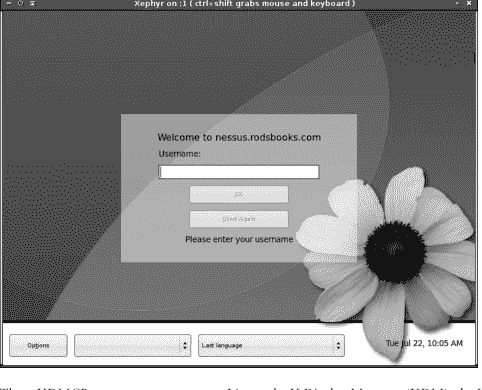 Xephyr on :1 ( ctrl+shift grabs mouse and keyboard )
Welcome to nessus.rodsbooks.com
Username:
OK
Start Again
Please enter your username
Options
Last language
Tue Jul 22, 10:05 AM